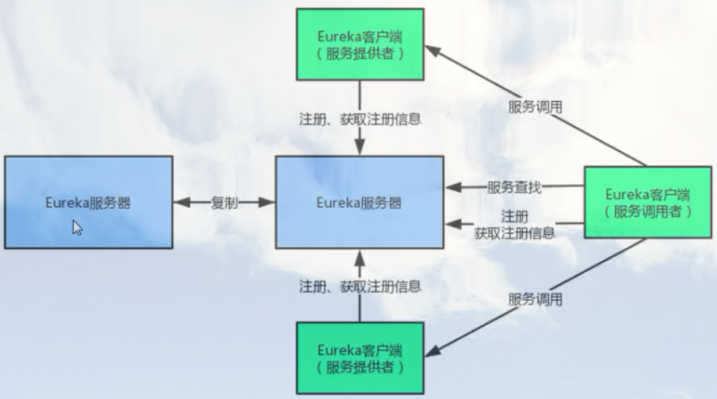 Eureka客户端
（服务提供者）
服务调用
注册、获取注册信息
Eureka服务器
复制
Eureka服务器
服务查找
Eureka客户端
（服务调用者）
注册
获取注册信息
注册、获取注册信息
服务调用
Eureka客户端
（服务提供者）